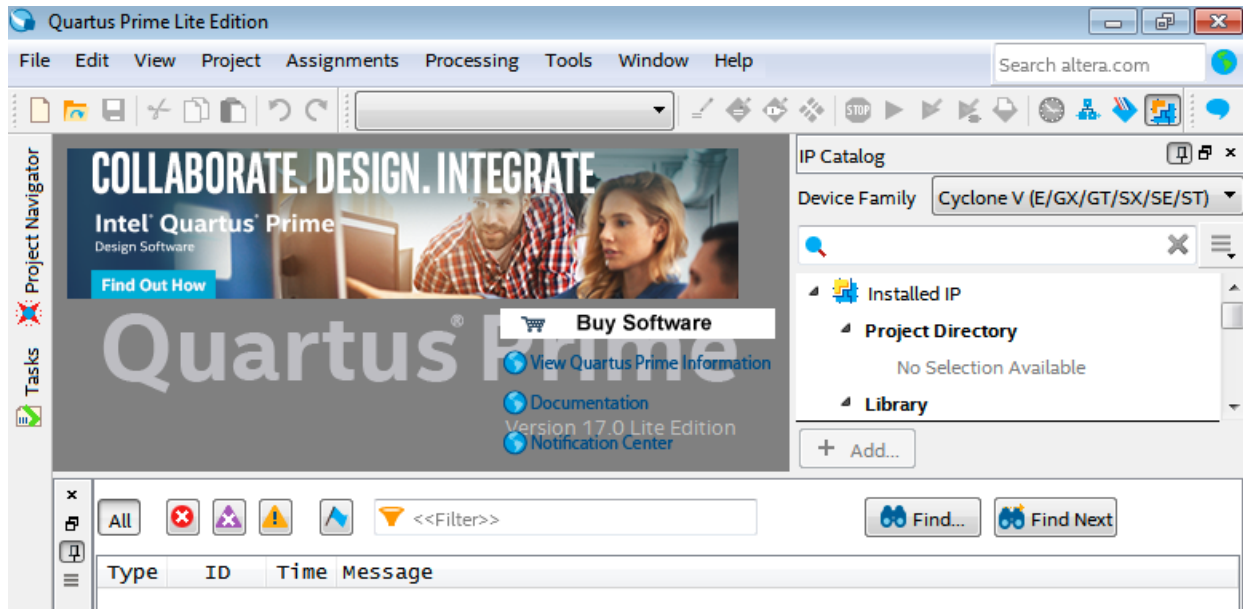 Quartus Prime Lite Edition
File Edit View Project Assignments Processing Tools Window Help
Search altera.com
STOP
Project Navigator
Tasks
COLLABORATE. DESIGN. INTEGRATE
Intel® Quartus® Prime
Design Software
Find Out How
Quartus® Prime
Buy Software
View Quartus Prime Information
Documentation
Version 17.0 Lite Edition
Notification Center
IP Catalog
Device Family Cyclone V (E/GX/GT/SX/SE/ST)
Installed IP
Project Directory
No Selection Available
Library
+ Add...
All <<Filter>> Find... Find Next
Type ID Time Message